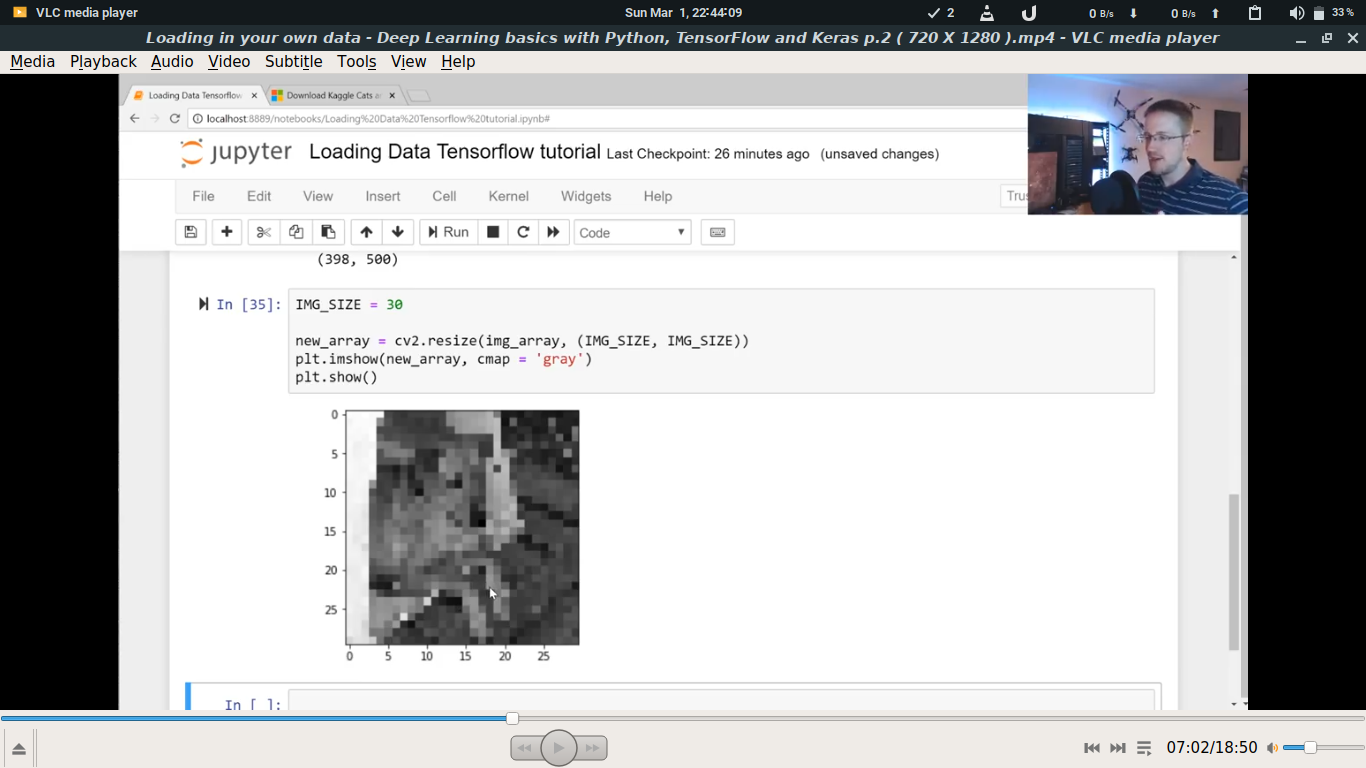 VLC media player
Sun Mar 1, 22:44:09
2
0 B/s
0 B/s
33 %
Loading in your own data - Deep Learning basics with Python, TensorFlow and Keras p.2 ( 720 X 1280 ).mp4 - VLC media player
Media Playback Audio Video Subtitle Tools View Help
Loading Data Tensorflow
Download Kaggle Cats a
localhost:8889/notebooks/Loading%20Data%20Tensorflow%20tutorial.ipynb#
jupyter Loading Data Tensorflow tutorial Last Checkpoint: 26 minutes ago (unsaved changes)
File Edit View Insert Cell Kernel Widgets Help Trus
Run Code
(398, 500)
In [35]: IMG_SIZE = 30
new_array = cv2.resize(img_array, (IMG_SIZE, IMG_SIZE))
plt.imshow(new_array, cmap = 'gray')
plt.show()
0
5
10
15
20
25
0 5 10 15 20 25
In [ ]:
07:02/18:50